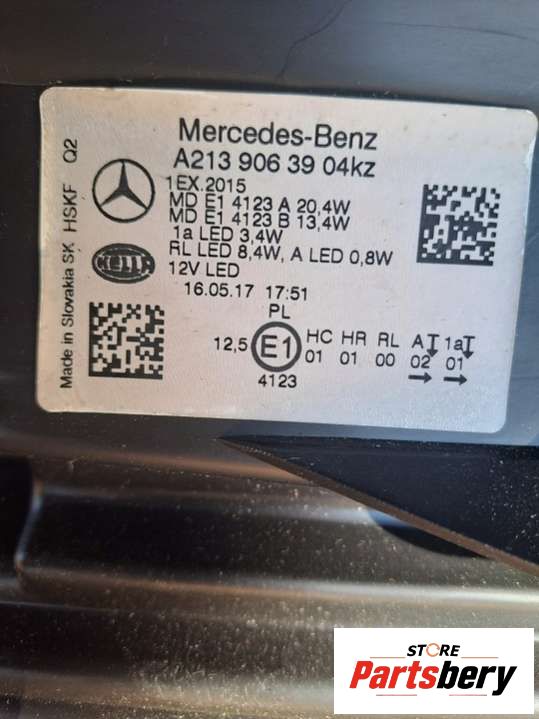 Mercedes-Benz
A213 906 39 04kz
1EX.2015
MD E1 4123 A 20,4W
MD E1 4123 B 13,4W
1a LED 3,4W
RL LED 8,4W, A LED 0,8W
12V LED
16.05.17 17:51
PL
12,5 E1 HC HR RL A 1a
01 01 00 02 01
4123
Made in Slovakia SK HSKF Q2
HELLA
STORE
Partsbery